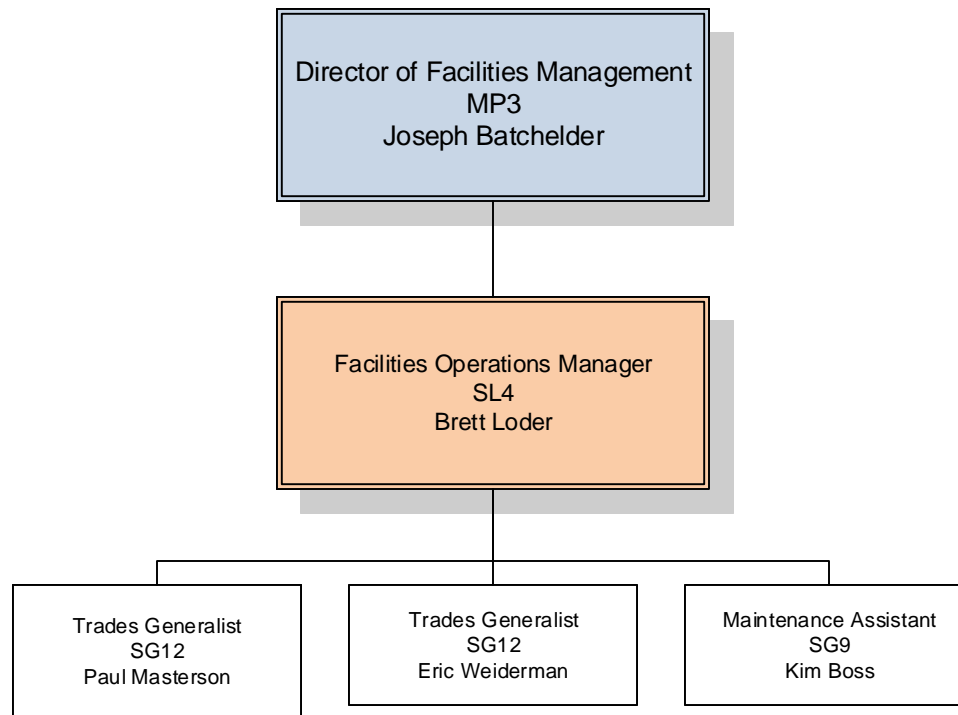 Director of Facilities Management
MP3
Joseph Batchelder
Facilities Operations Manager
SL4
Brett Loder
Trades Generalist
SG12
Paul Masterson
Trades Generalist
SG12
Eric Weiderman
Maintenance Assistant
SG9
Kim Boss